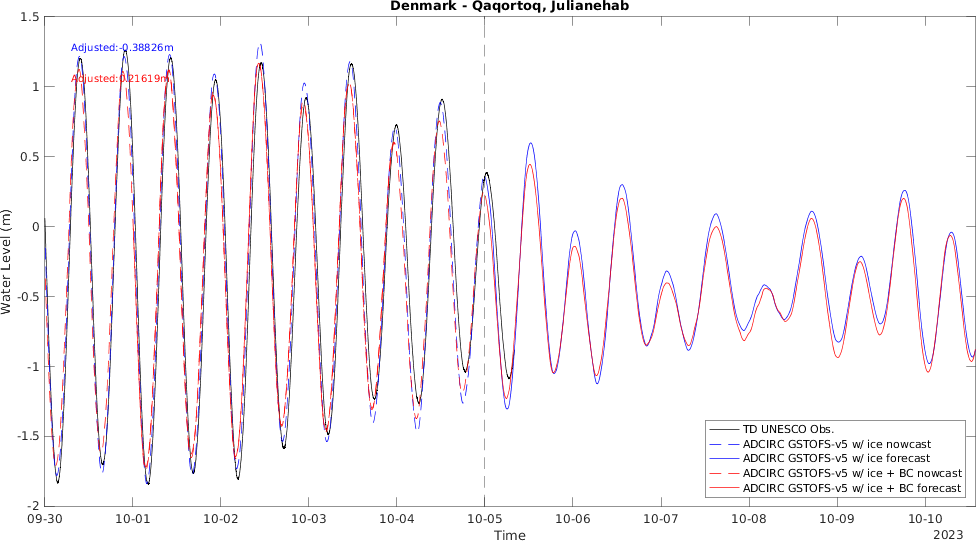 Denmark - Qaqortoq, Julianehab
Adjusted:-0.38826m
Adjusted:0.21619m
Water Level (m)
1.5
1
0.5
0
-0.5
-1
-1.5
-2
09-30
10-01
10-02
10-03
10-04
10-05
10-06
10-07
10-08
10-09
10-10
Time
2023
TD UNESCO Obs.
ADCIRC GSTOFS-v5 w/ ice nowcast
ADCIRC GSTOFS-v5 w/ ice forecast
ADCIRC GSTOFS-v5 w/ ice + BC nowcast
ADCIRC GSTOFS-v5 w/ ice + BC forecast